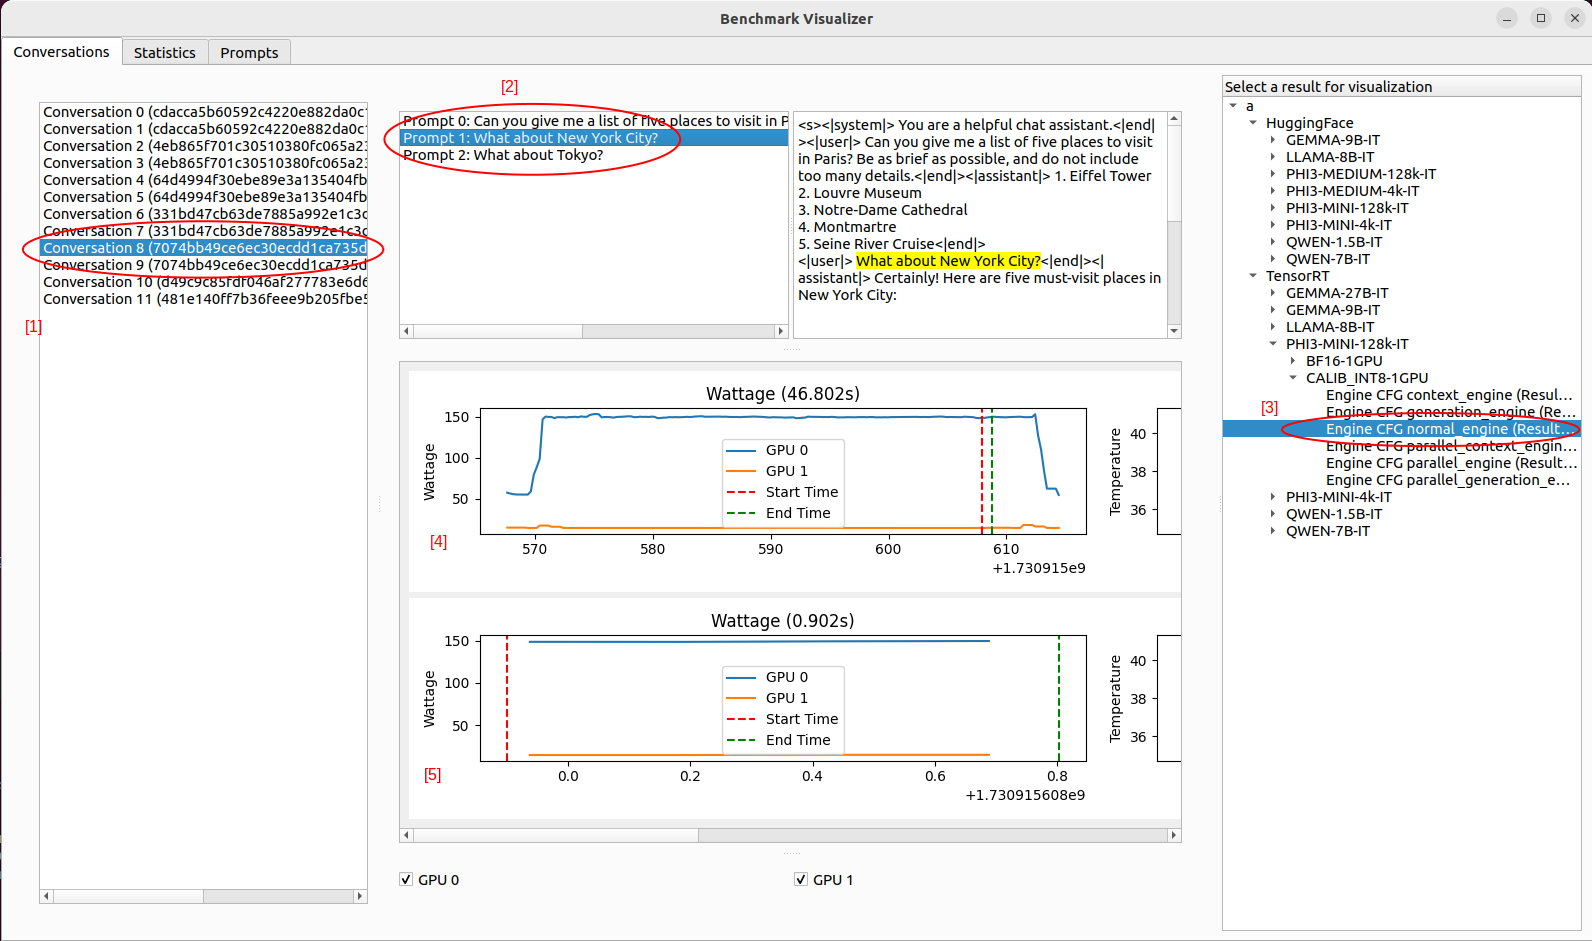 Benchmark Visualizer
Conversations
Statistics
Prompts
Conversation 0 (cdacca5b60592c4220e882da0c1
Conversation 1 (cdacca5b60592c4220e882da0c1
Conversation 2 (4eb865f701c30510380fc065a23
Conversation 3 (4eb865f701c30510380fc065a23
Conversation 4 (64d4994f30ebe89e3a135404fb
Conversation 5 (64d4994f30ebe89e3a135404fb
Conversation 6 (331bd47cb63de7885a992e1c3c
Conversation 7 (331bd47cb63de7885a992e1c3c
Conversation 8 (7074bb49ce6ec30ecdd1ca735d
Conversation 9 (7074bb49ce6ec30ecdd1ca735d
Conversation 10 (d49c9c85fdf046af277783e6d6
Conversation 11 (481e140ff7b36feee9b205fbe5
[1]
[2]
Prompt 0: Can you give me a list of five places to visit in P
Prompt 1: What about New York City?
Prompt 2: What about Tokyo?
<s><|system|> You are a helpful chat assistant.<|end|
><|user|> Can you give me a list of five places to visit
in Paris? Be as brief as possible, and do not include
too many details.<|end|><|assistant|> 1. Eiffel Tower
2. Louvre Museum
3. Notre-Dame Cathedral
4. Montmartre
5. Seine River Cruise<|end|>
<|user|> What about New York City?<|end|><|
assistant|> Certainly! Here are five must-visit places in
New York City:
Wattage (46.802s)
Wattage
150
100
50
GPU 0
GPU 1
Start Time
End Time
570
580
590
600
610
+1.730915e9
Temperature
40
38
36
[4]
Wattage (0.902s)
Wattage
150
100
50
GPU 0
GPU 1
Start Time
End Time
0.0
0.2
0.4
0.6
0.8
+1.730915608e9
Temperature
40
38
36
[5]
GPU 0
GPU 1
Select a result for visualization
a
HuggingFace
GEMMA-9B-IT
LLAMA-8B-IT
PHI3-MEDIUM-128k-IT
PHI3-MEDIUM-4k-IT
PHI3-MINI-128k-IT
PHI3-MINI-4k-IT
QWEN-1.5B-IT
QWEN-7B-IT
TensorRT
GEMMA-27B-IT
GEMMA-9B-IT
LLAMA-8B-IT
PHI3-MINI-128k-IT
BF16-1GPU
CALIB_INT8-1GPU
Engine CFG context_engine (Resul...
[3]
Engine CFG generation_engine (Re...
Engine CFG normal_engine (Result...
Engine CFG parallel_context_engin...
Engine CFG parallel_engine (Result...
Engine CFG parallel_generation_e...
PHI3-MINI-4k-IT
QWEN-1.5B-IT
QWEN-7B-IT